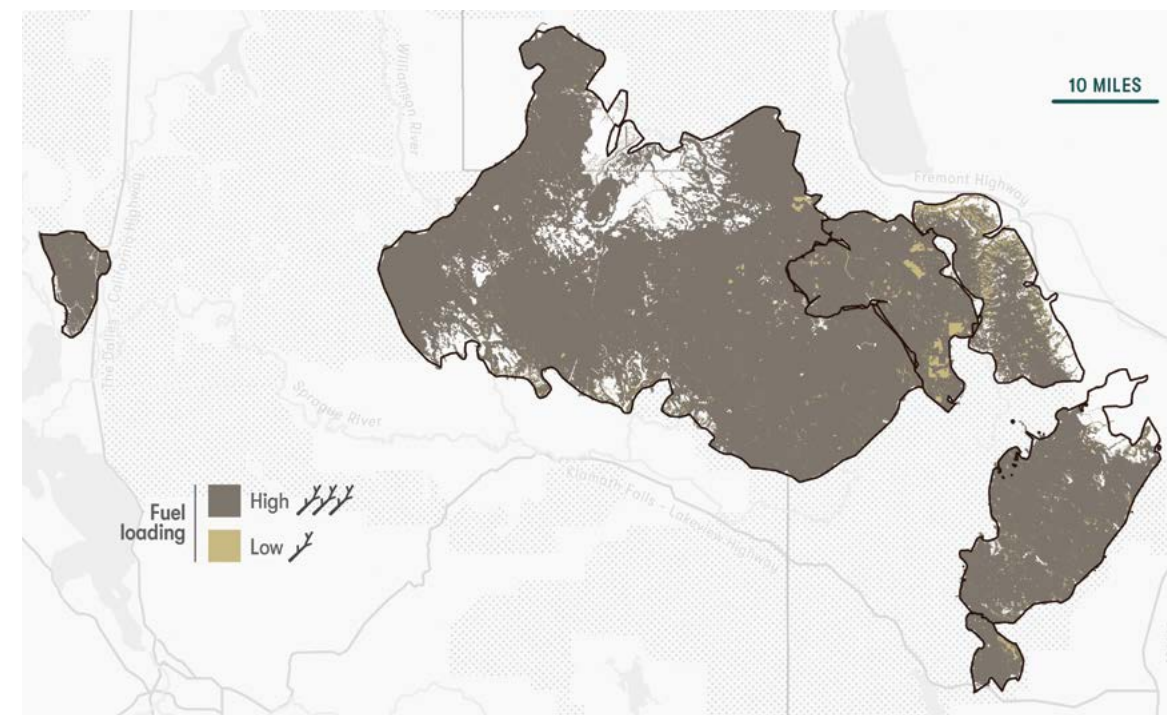 10 MILES
Williamson River
Fremont Highway
The Dalles - California Highway
Sprague River
Klamath Falls - Lakeview Highway
Fuel
loading
High
Low